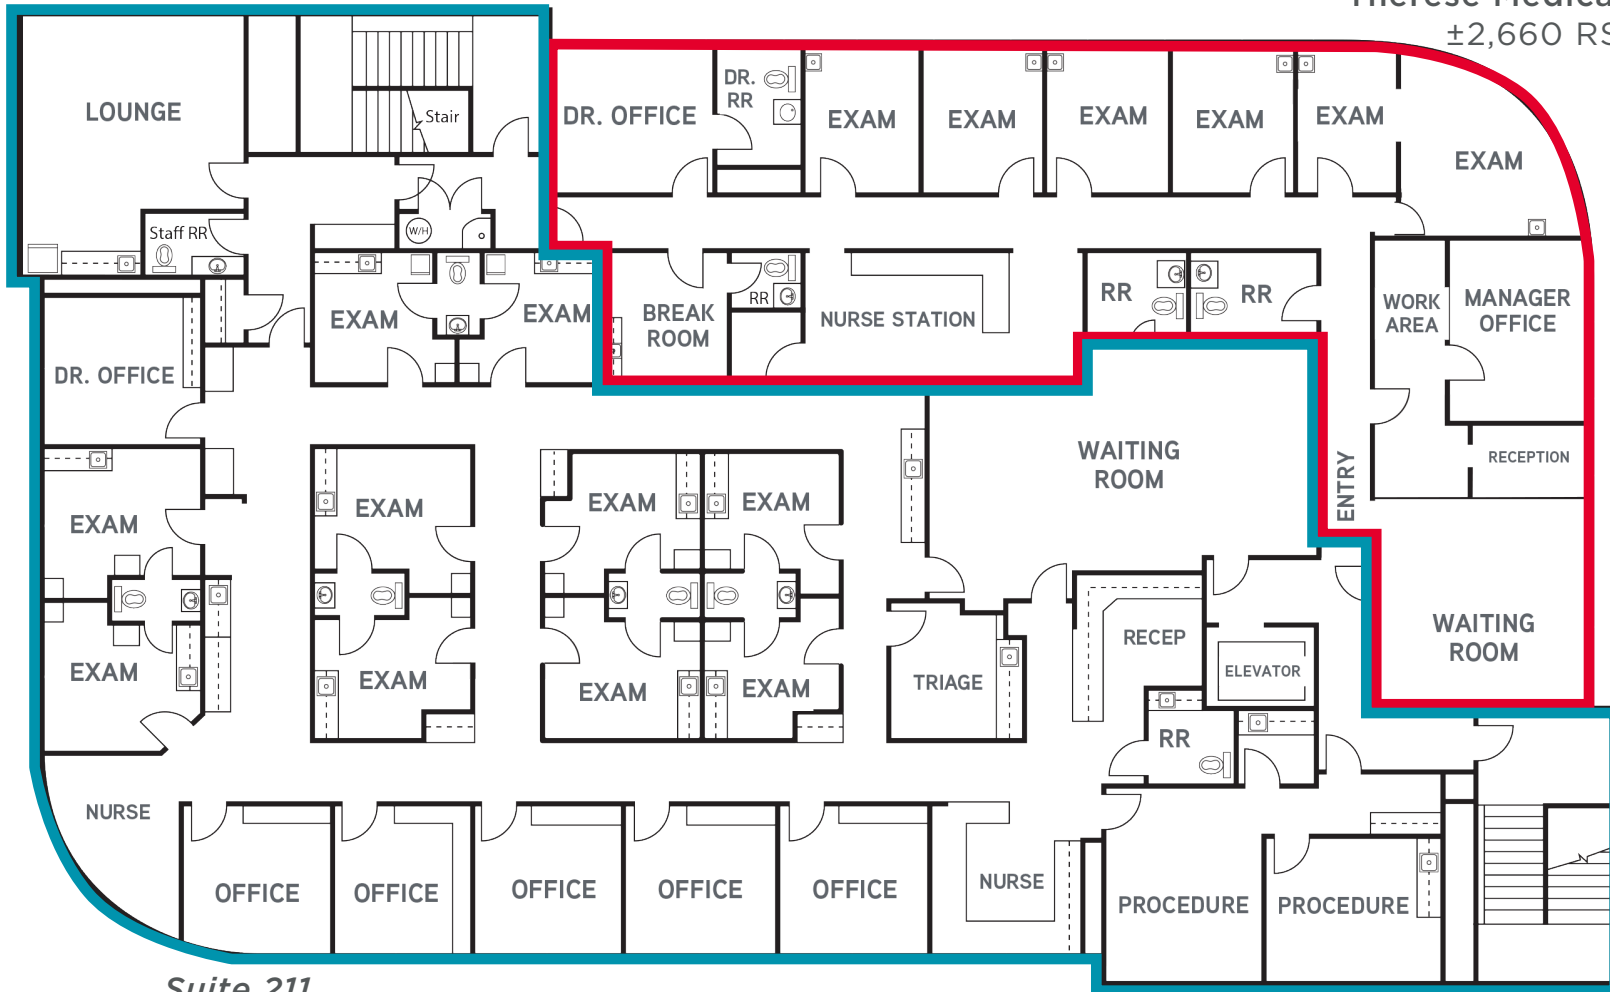 ±2,660
LOUNGE
Stair
Staff RR
W/H
DR. OFFICE
DR.
RR
EXAM
EXAM
EXAM
EXAM
EXAM
EXAM
EXAM
EXAM
BREAK
ROOM
RR
NURSE STATION
RR
RR
WORK
AREA
MANAGER
OFFICE
DR. OFFICE
WAITING
ROOM
ENTRY
RECEPTION
EXAM
EXAM
EXAM
EXAM
EXAM
EXAM
EXAM
EXAM
TRIAGE
RECEP
ELEVATOR
WAITING
ROOM
RR
NURSE
OFFICE
OFFICE
OFFICE
OFFICE
OFFICE
NURSE
PROCEDURE
PROCEDURE
Suite 211